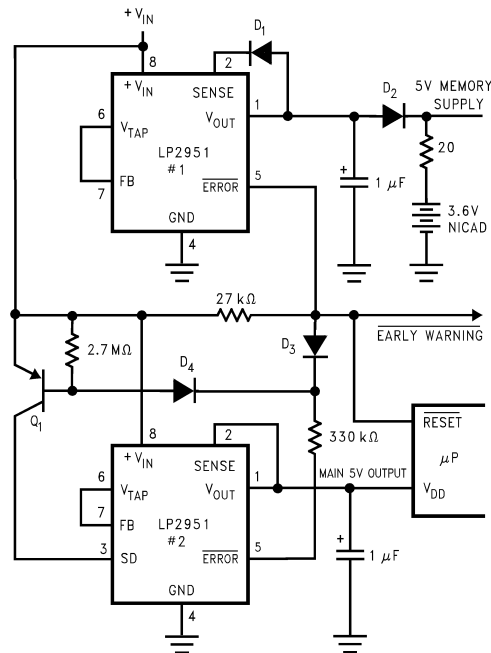 + VIN
D1
8
2
+ VIN
SENSE
D2
5V MEMORY
SUPPLY
6
VTAP
VOUT
1
20
LP2951
#1
+
1 μF
7
FB
ERROR
5
3.6V
NICAD
GND
4
27 kΩ
EARLY WARNING
2.7 MΩ
D3
D4
Q1
330 kΩ
RESET
μP
VDD
8
2
+ VIN
SENSE
6
VTAP
VOUT
1
MAIN 5V OUTPUT
7
FB
LP2951
#2
3
SD
ERROR
5
+
1 μF
GND
4